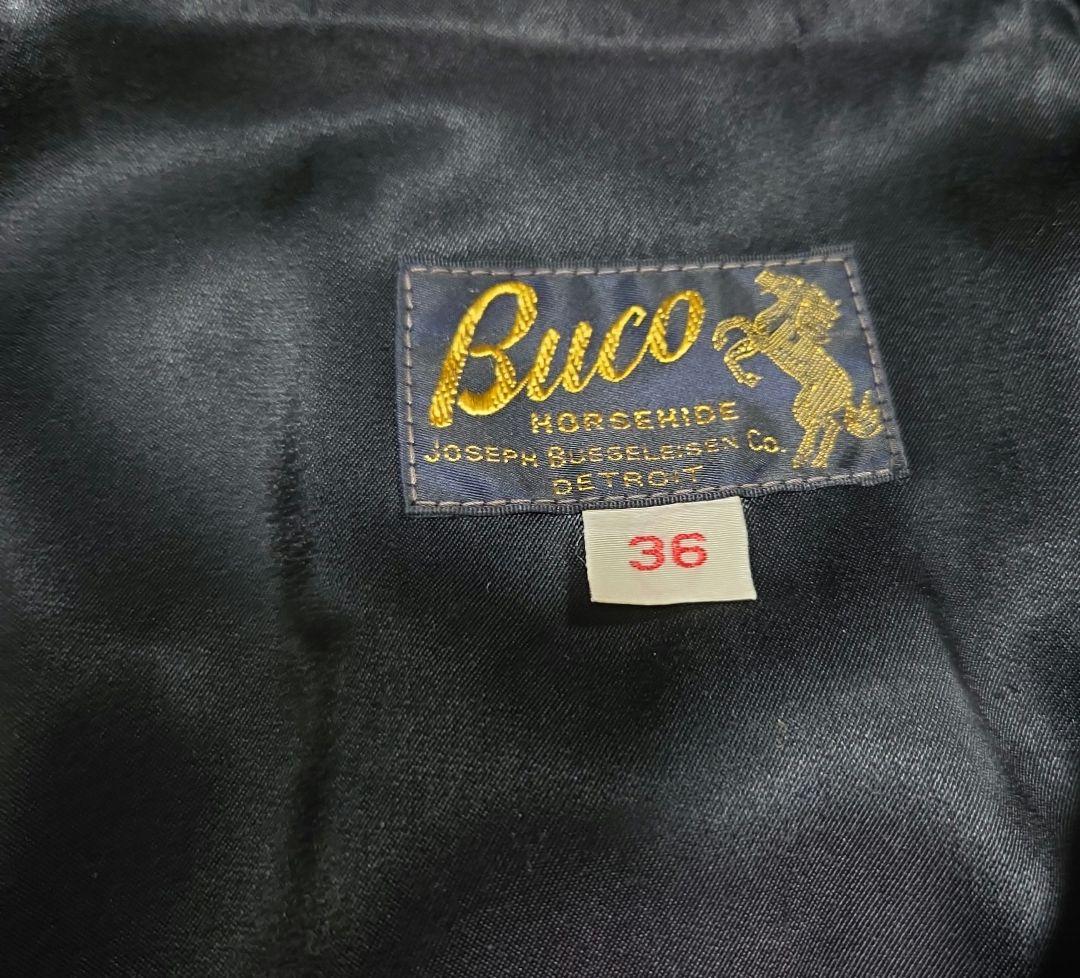 Buco
HORSEHIDE
JOSEPH BUEGELEISEN Co.
DETROIT
36